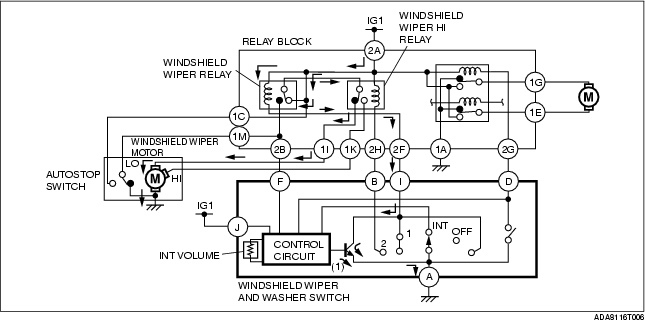 IG1
WINDSHIELD
WIPER HI
RELAY
RELAY BLOCK
2A
WINDSHIELD
WIPER RELAY
1G
M
1C
1E
1M
WINDSHIELD WIPER
MOTOR
2B
1I
1K
2H
2F
1A
2G
LO
AUTOSTOP
SWITCH
M
HI
F
B
I
D
IG1
J
INT
OFF
1
2
CONTROL
CIRCUIT
INT VOLUME
(1)
A
WINDSHIELD WIPER
AND WASHER SWITCH
ADA8116T006